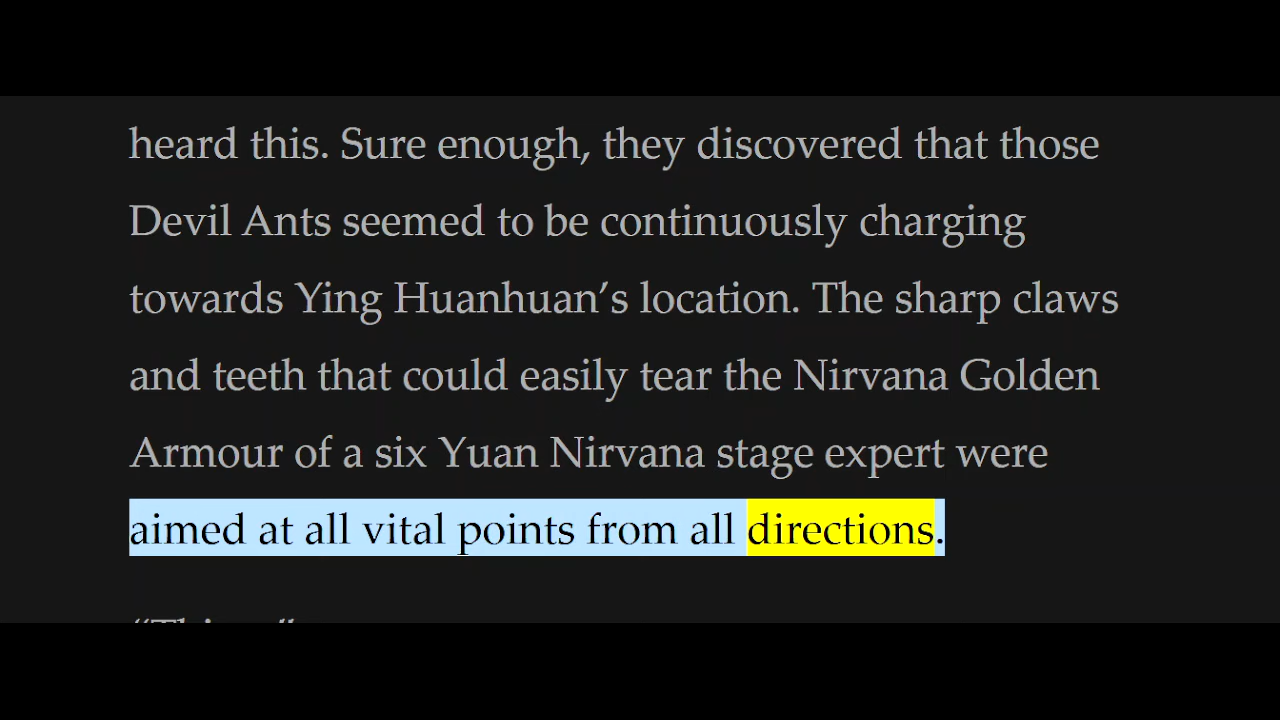 heard this. Sure enough, they discovered that those
Devil Ants seemed to be continuously charging
towards Ying Huanhuan’s location. The sharp claws
and teeth that could easily tear the Nirvana Golden
Armour of a six Yuan Nirvana stage expert were
aimed at all vital points from all directions.